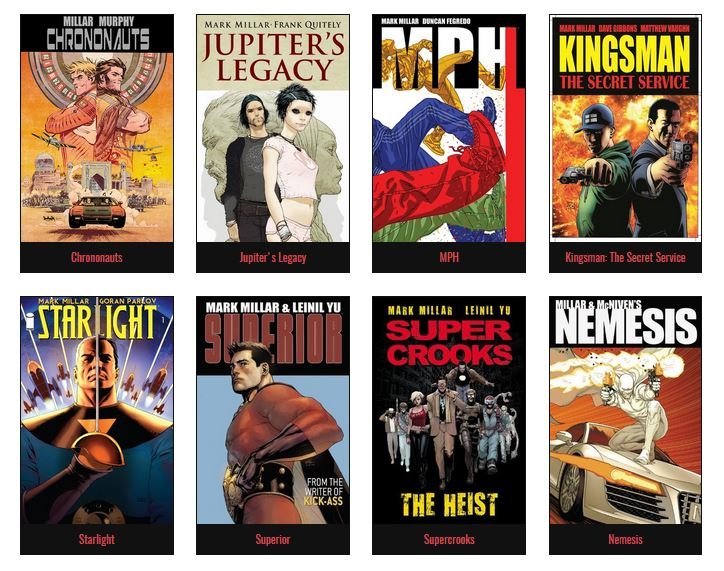 MILLAR MURPHY
CHRONONAUTS
Chrononauts
MARK MILLAR · FRANK QUITELY
JUPITER'S
LEGACY
Jupiter's Legacy
MARK MILLAR DUNCAN FEGREDO
MPH
MPH
MARK MILLAR DAVE GIBBONS MATTHEW VAUGHN
KINGSMAN
THE SECRET SERVICE
Kingsman: The Secret Service
MARK MILLAR GORAN PARLOV
STARLIGHT
Starlight
MARK MILLAR & LEINIL YU
SUPERIOR
FROM THE
WRITER OF
KICK-ASS
Superior
MARK MILLAR LEINIL YU
SUPER
CROOKS
THE HEIST
Supercrooks
MILLAR & McNIVEN'S
NEMESIS
Nemesis